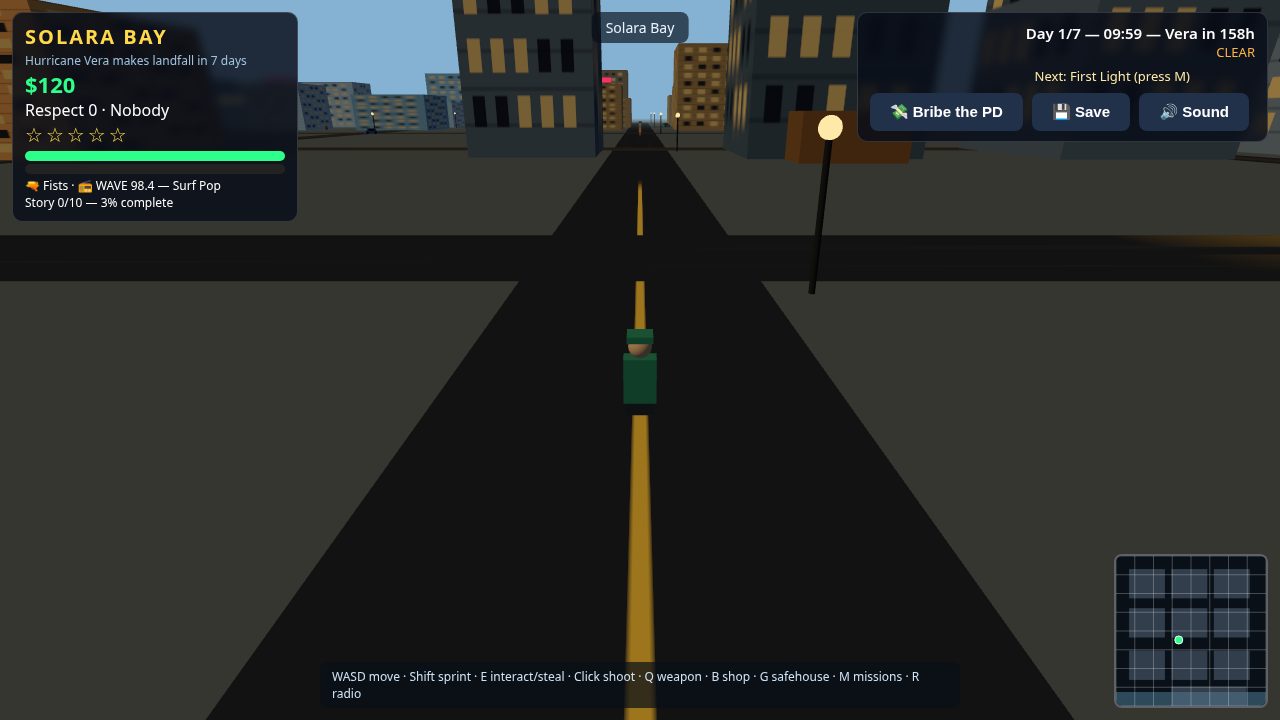 SOLARA BAY
Hurricane Vera makes landfall in 7 days
$120
Respect 0 · Nobody
☆☆☆☆☆
🔫 Fists · 📻 WAVE 98.4 — Surf Pop
Story 0/10 — 3% complete
Solara Bay
Day 1/7 — 09:59 — Vera in 158h
CLEAR
Next: First Light (press M)
💸 Bribe the PD
💾 Save
🔊 Sound
WASD move · Shift sprint · E interact/steal · Click shoot · Q weapon · B shop · G safehouse · M missions · R
radio